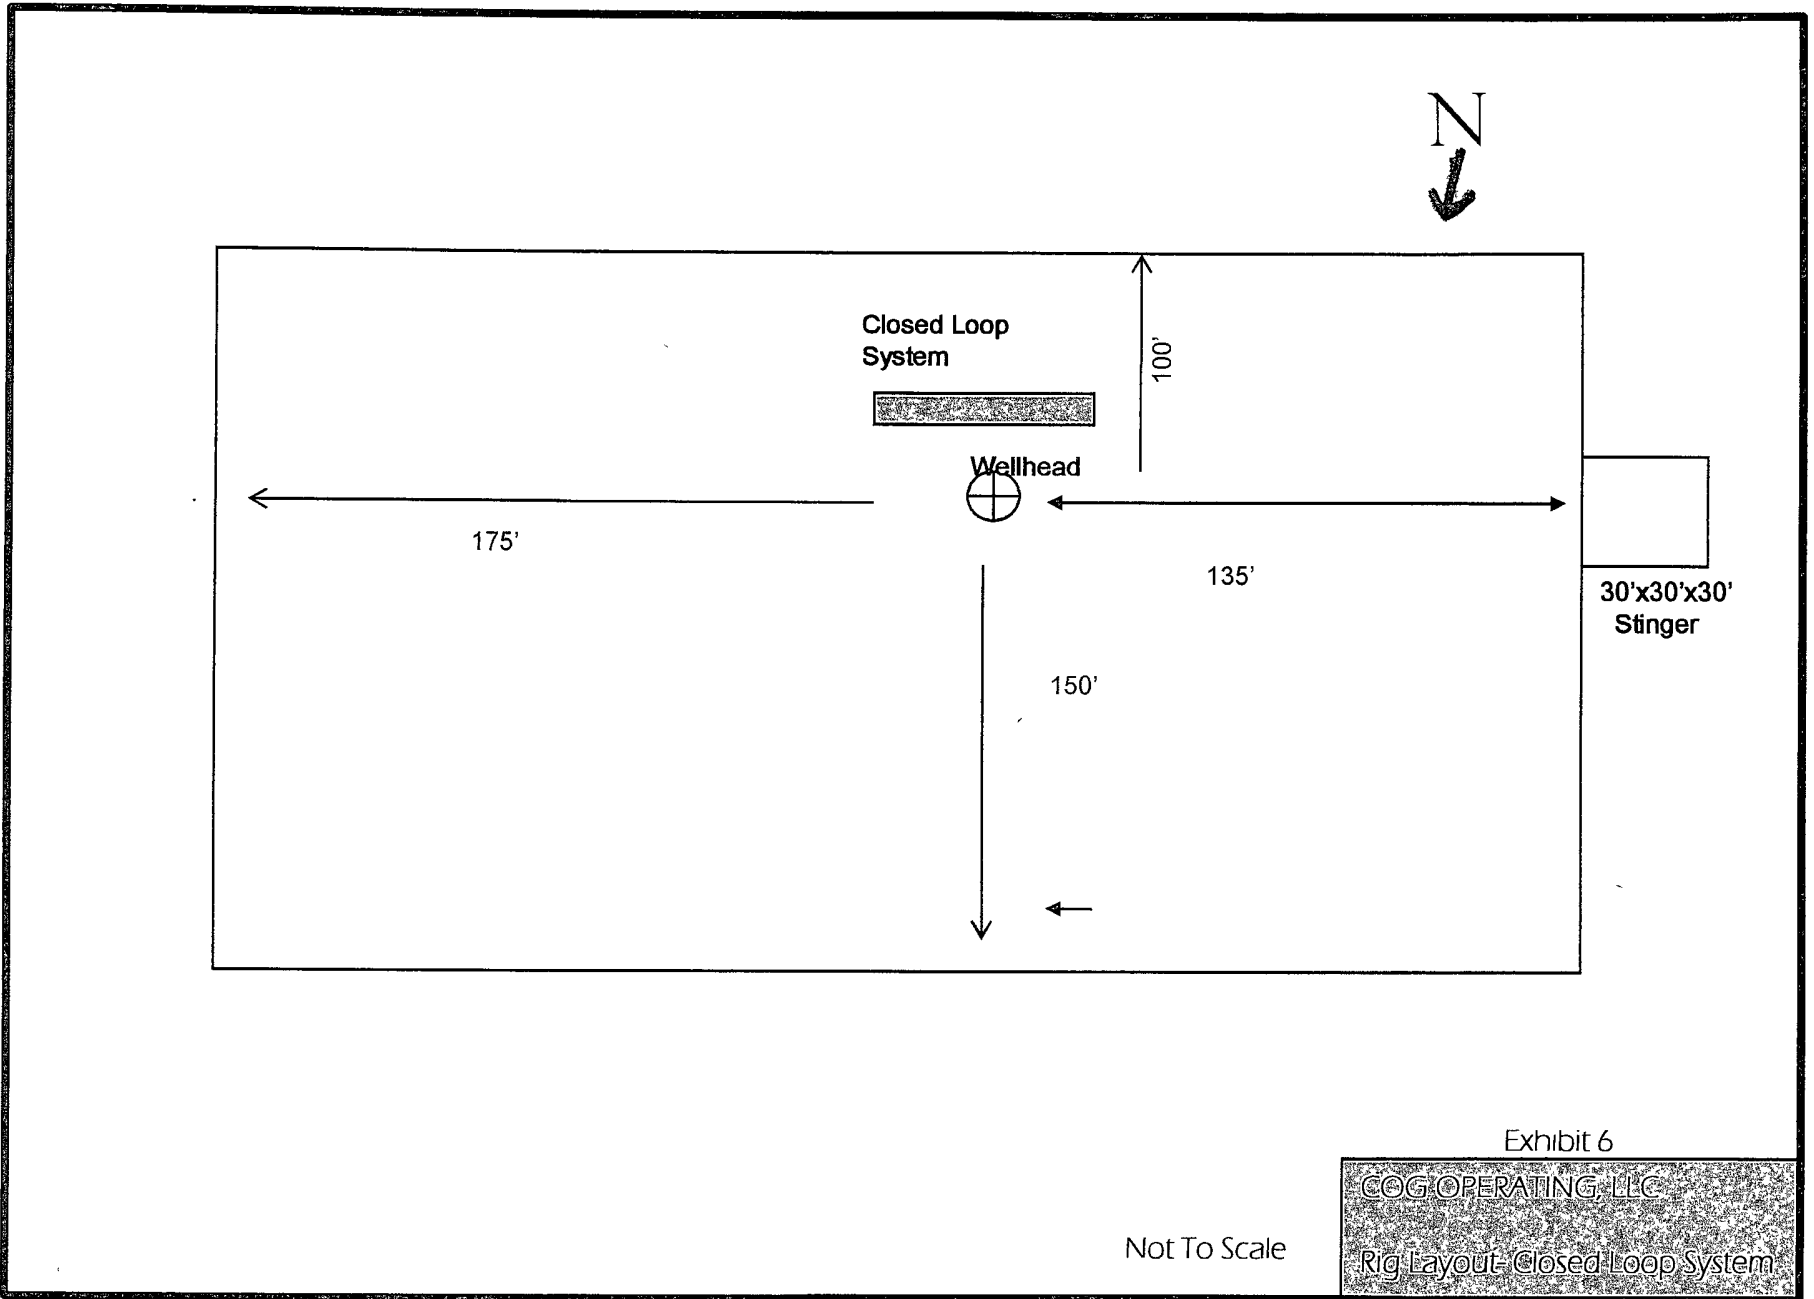 N
Closed Loop
System
100'
Wellhead
175'
135'
30'x30'x30'
Stinger
150'
Exhibit 6
COG OPERATING, LLC
Not To Scale
Rig Layout- Closed Loop System